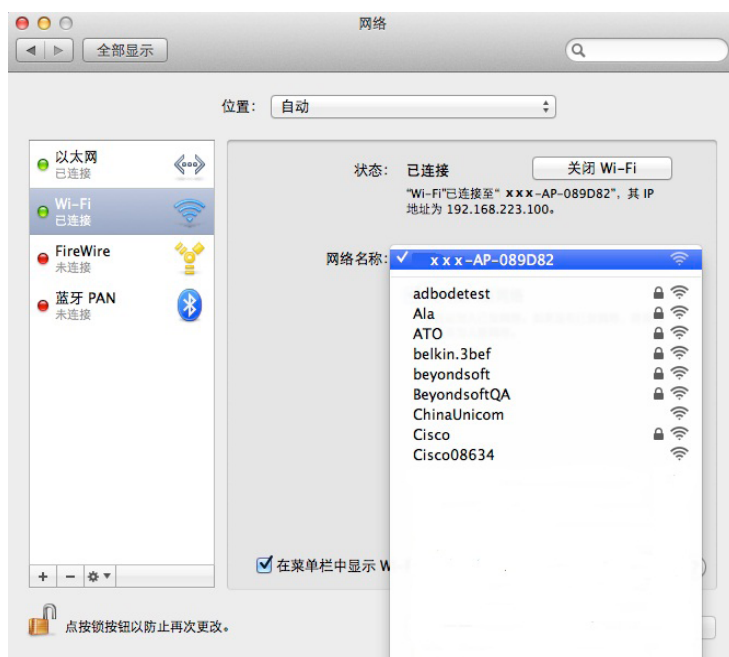 网络
全部显示
位置: 自动
以太网
已连接
Wi-Fi
已连接
FireWire
未连接
蓝牙 PAN
未连接
状态: 已连接 关闭 Wi-Fi
“Wi-Fi”已连接至“ xxx-AP-089D82”，其 IP
地址为 192.168.223.100。
网络名称: ✓ xxx-AP-089D82
adbodetest
Ala
ATO
belkin.3bef
beyondsoft
BeyondsoftQA
ChinaUnicom
Cisco
Cisco08634
在菜单栏中显示 W
点按锁按钮以防止再次更改。